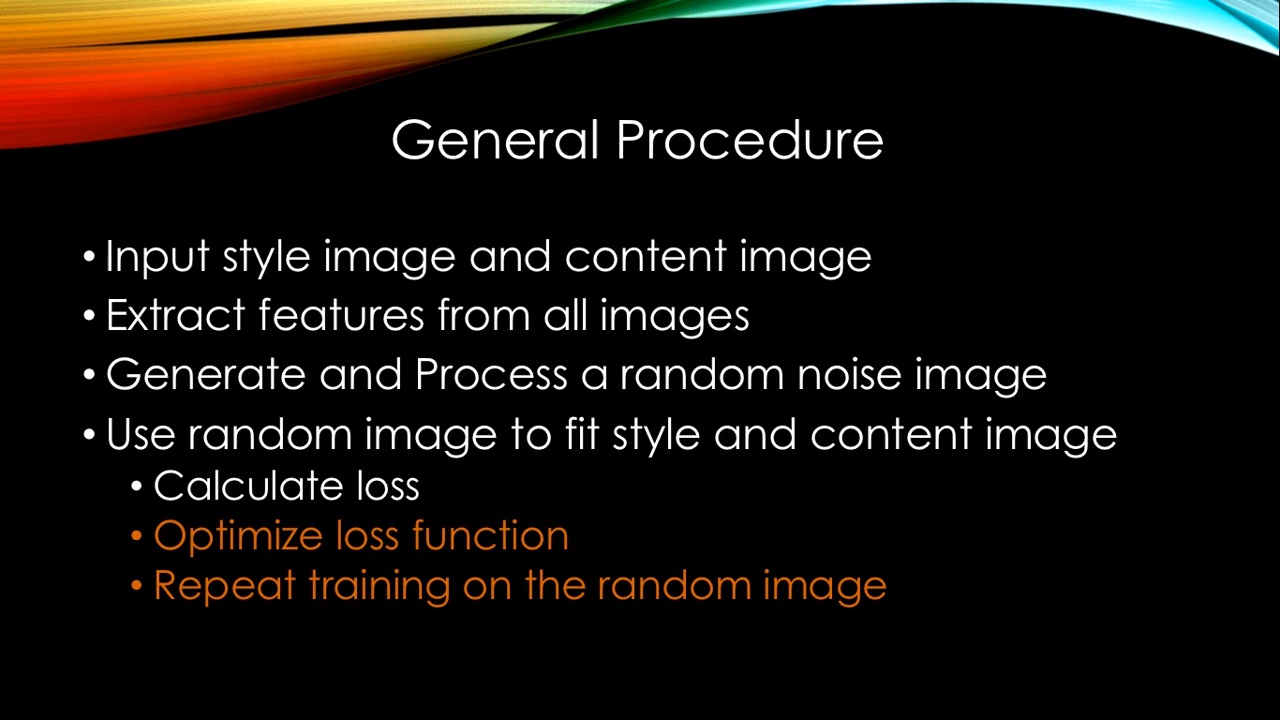 General Procedure
• Input style image and content image
• Extract features from all images
• Generate and Process a random noise image
• Use random image to fit style and content image
• Calculate loss
• Optimize loss function
• Repeat training on the random image